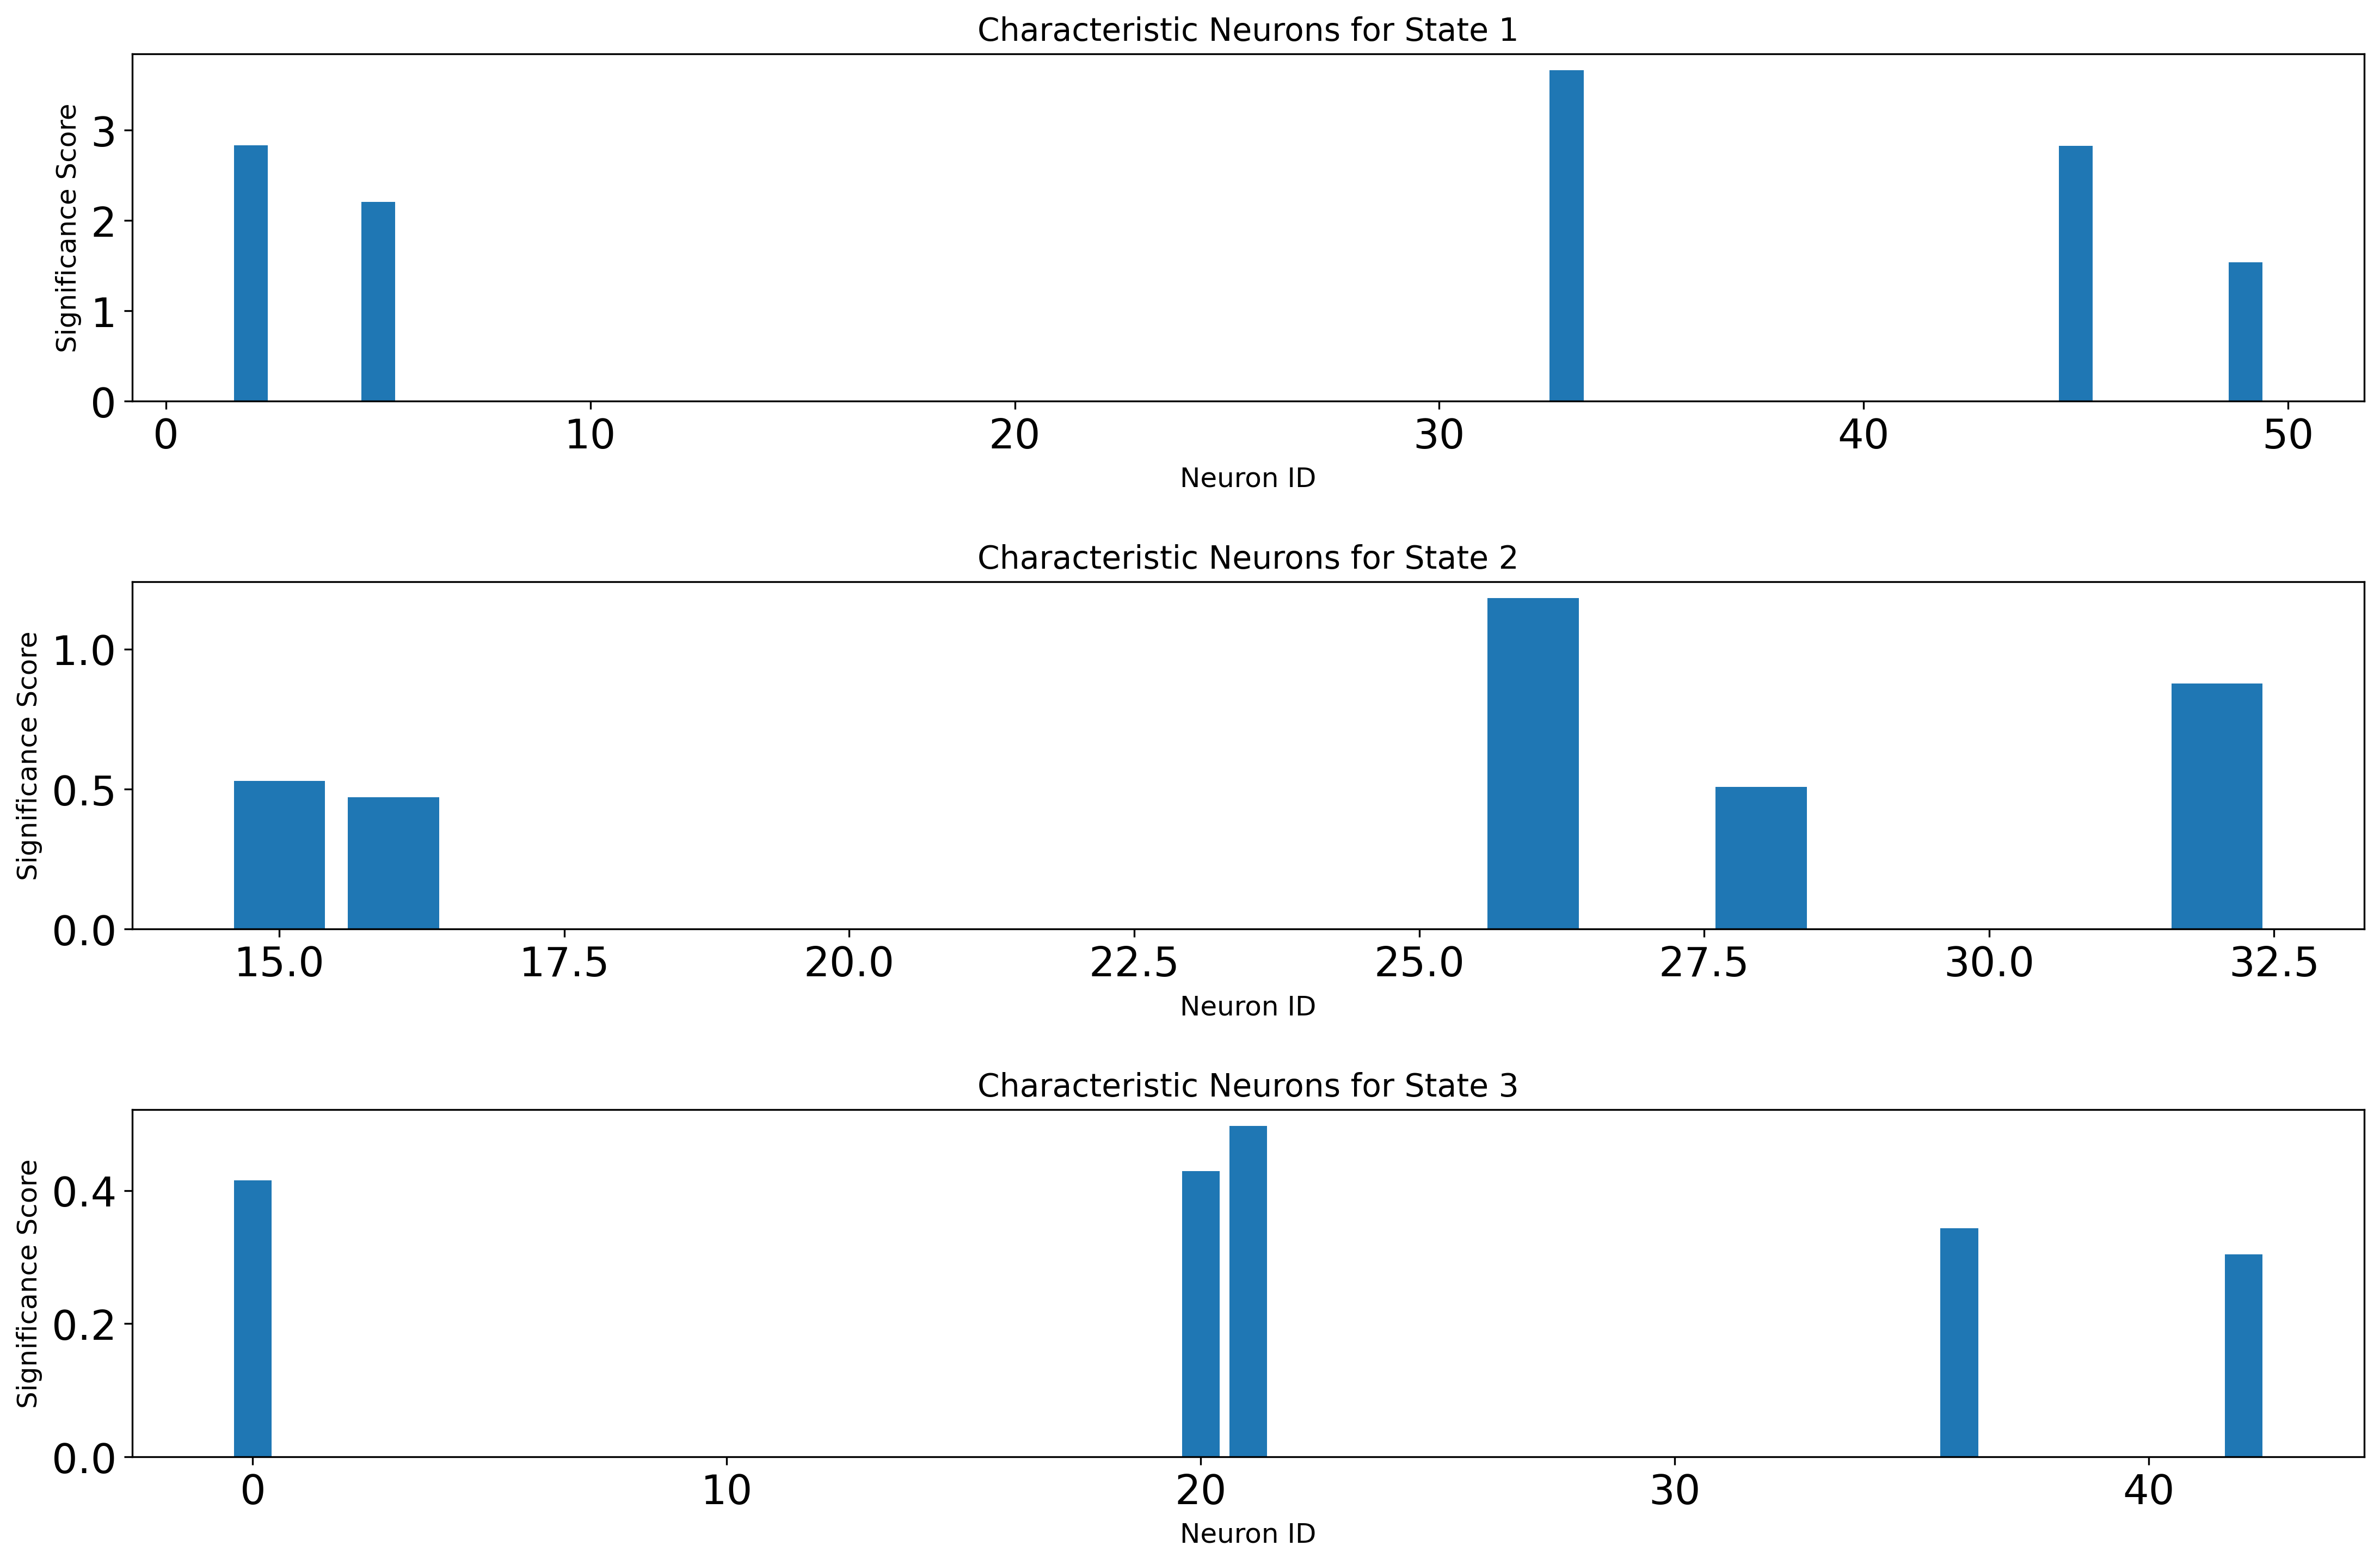 Characteristic Neurons for State 1
Significance Score
3
2
1
0
0 10 20 30 40 50
Neuron ID
Characteristic Neurons for State 2
Significance Score
1.0
0.5
0.0
15.0 17.5 20.0 22.5 25.0 27.5 30.0 32.5
Neuron ID
Characteristic Neurons for State 3
Significance Score
0.4
0.2
0.0
0 10 20 30 40
Neuron ID